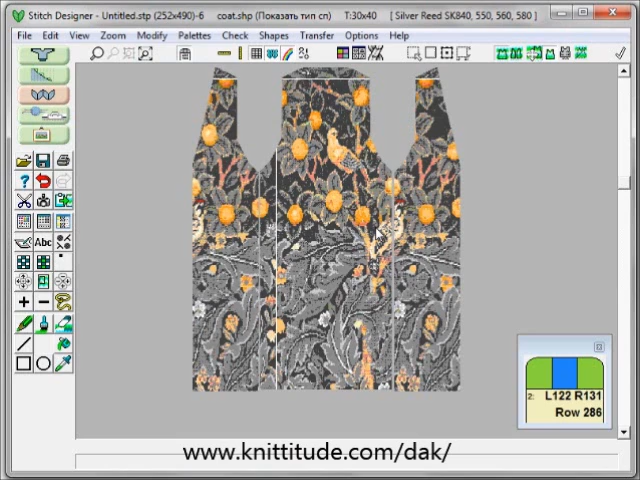 Stitch Designer - Untitled.stp (252x490)-6 coat.shp (Показать тип сп) T:30x40 [ Silver Reed SK840, 550, 560, 580 ]
File Edit View Zoom Modify Palettes Check Shapes Transfer Options Help
Abc
2: L122 R131
Row 286
www.knittitude.com/dak/